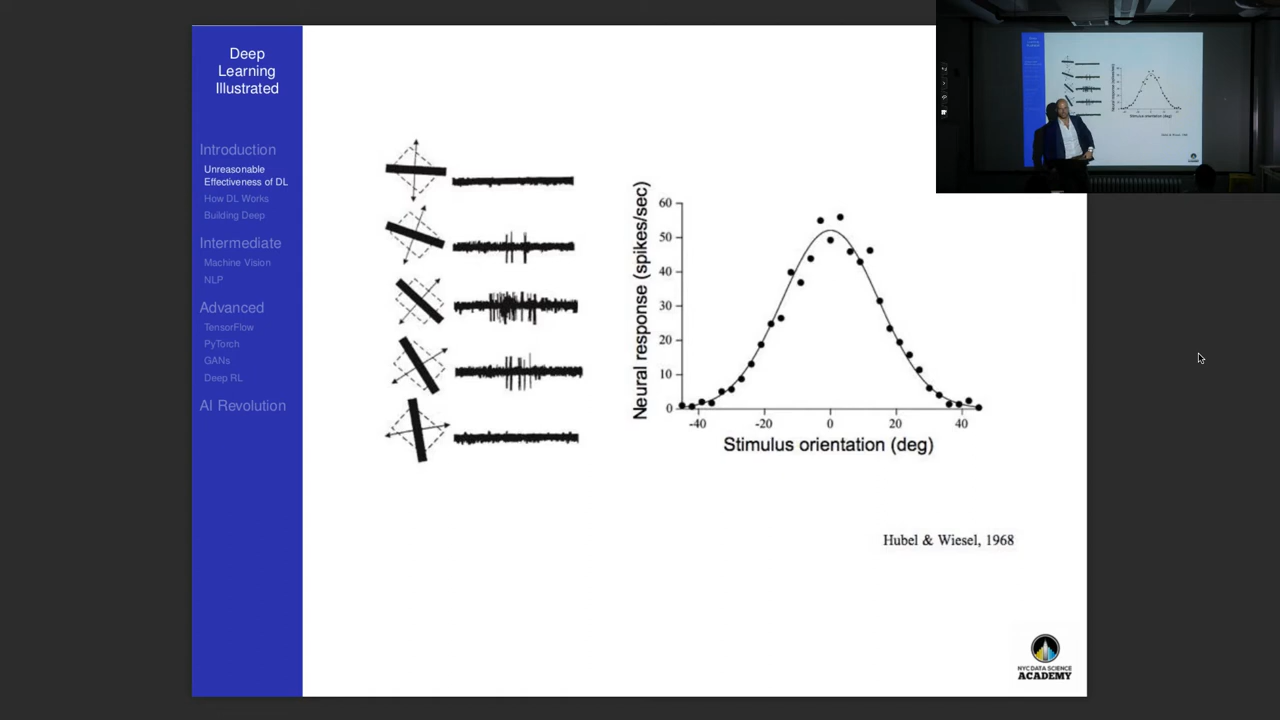 Deep
Learning
Illustrated
Introduction
Unreasonable
Effectiveness of DL
How DL Works
Building Deep
Intermediate
Machine Vision
NLP
Advanced
TensorFlow
PyTorch
GANs
Deep RL
AI Revolution
Neural response (spikes/sec)
60
50
40
30
20
10
0
-40 -20 0 20 40
Stimulus orientation (deg)
Hubel & Wiesel, 1968
NYC DATA SCIENCE
ACADEMY